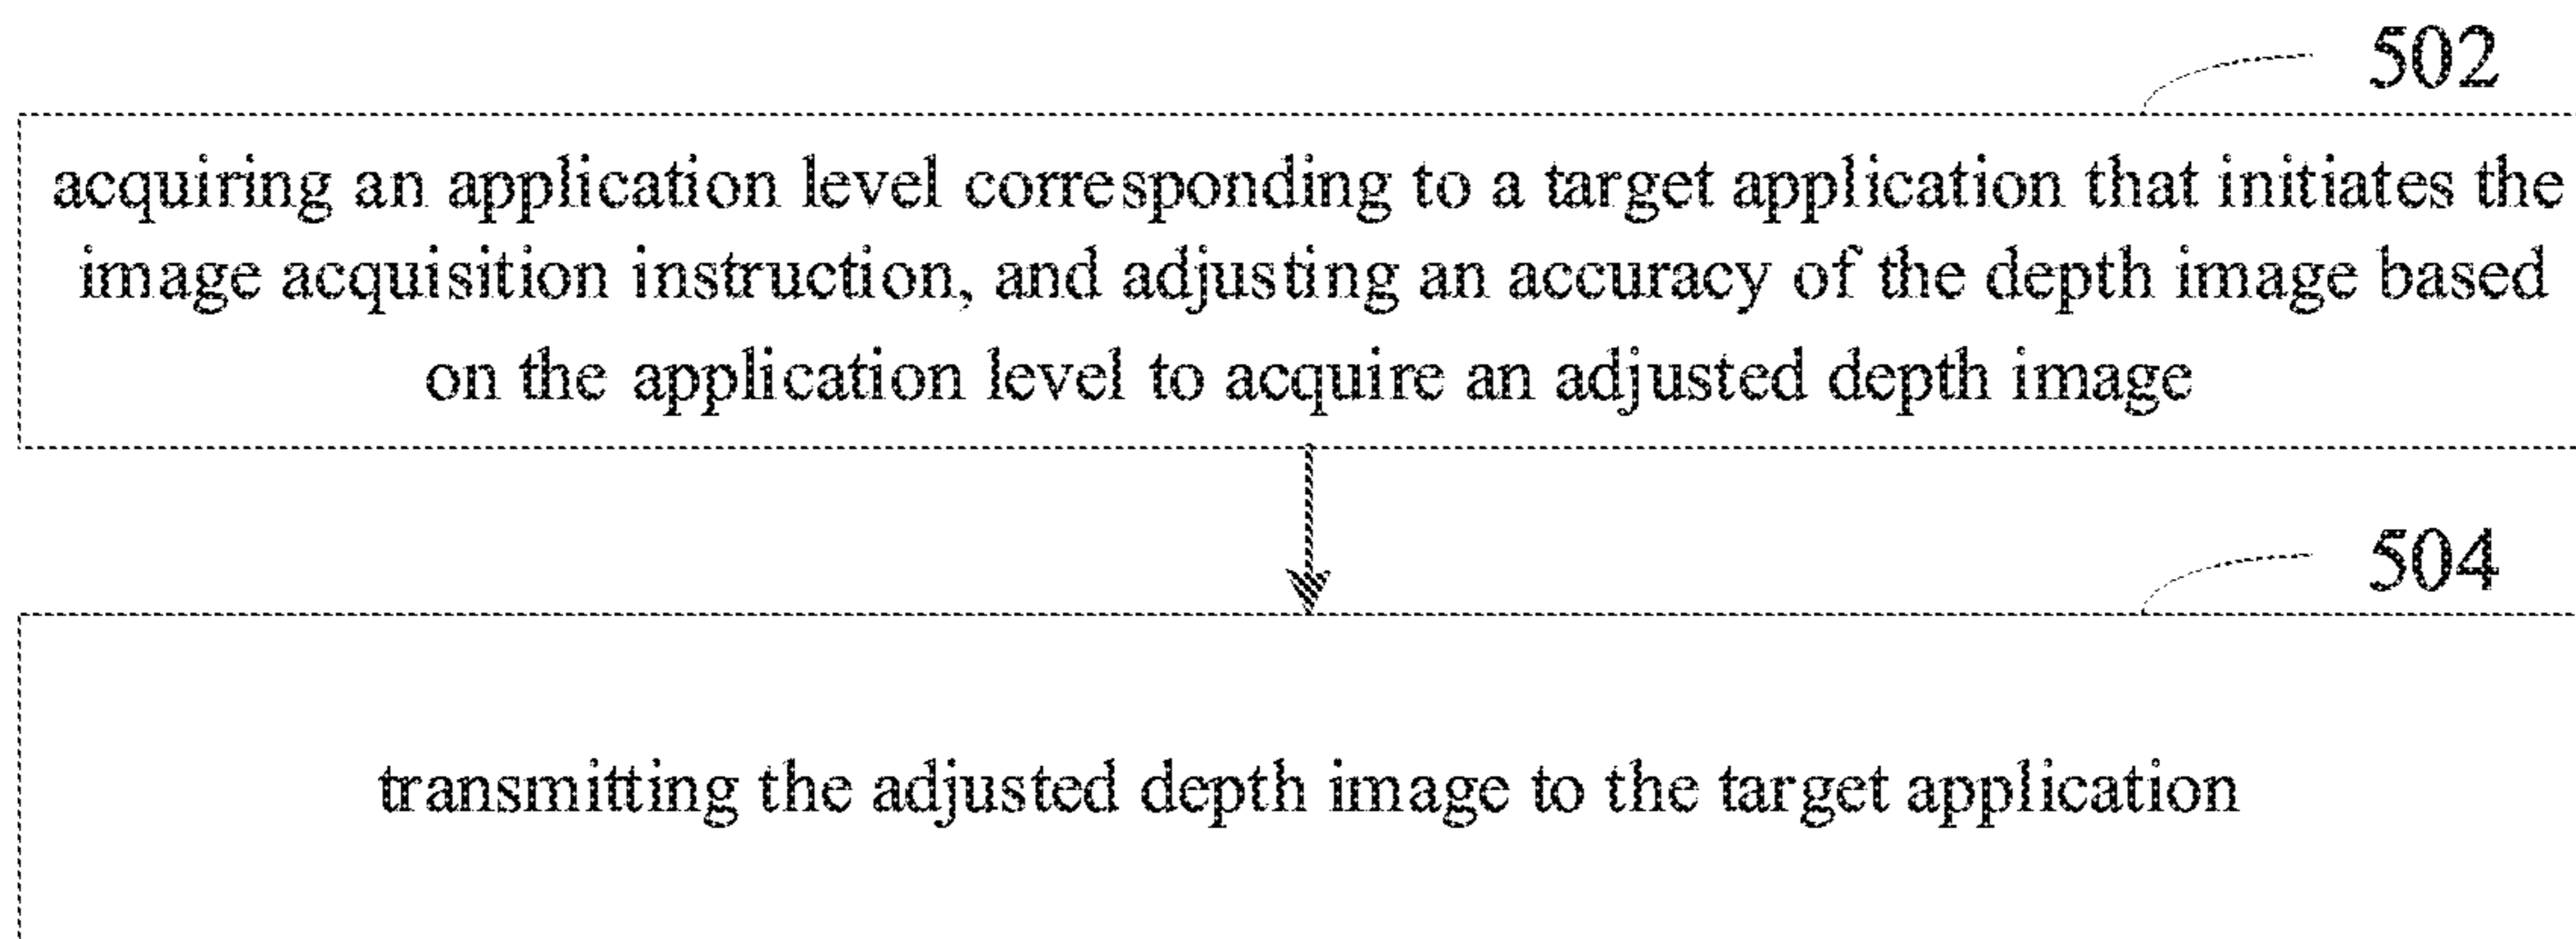 502
acquiring an application level corresponding to a target application that initiates the
image acquisition instruction, and adjusting an accuracy of the depth image based
on the application level to acquire an adjusted depth image
504
transmitting the adjusted depth image to the target application